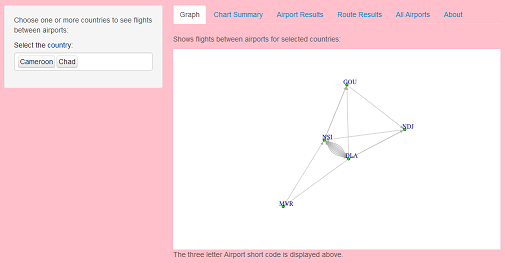 Choose one or more countries to see flights
between airports:
Select the country:
Cameroon Chad
Graph Chart Summary Airport Results Route Results All Airports About
Shows flights between airports for selected countries:
GOU
NDJ
NSI
DLA
MVR
The three letter Airport short code is displayed above.